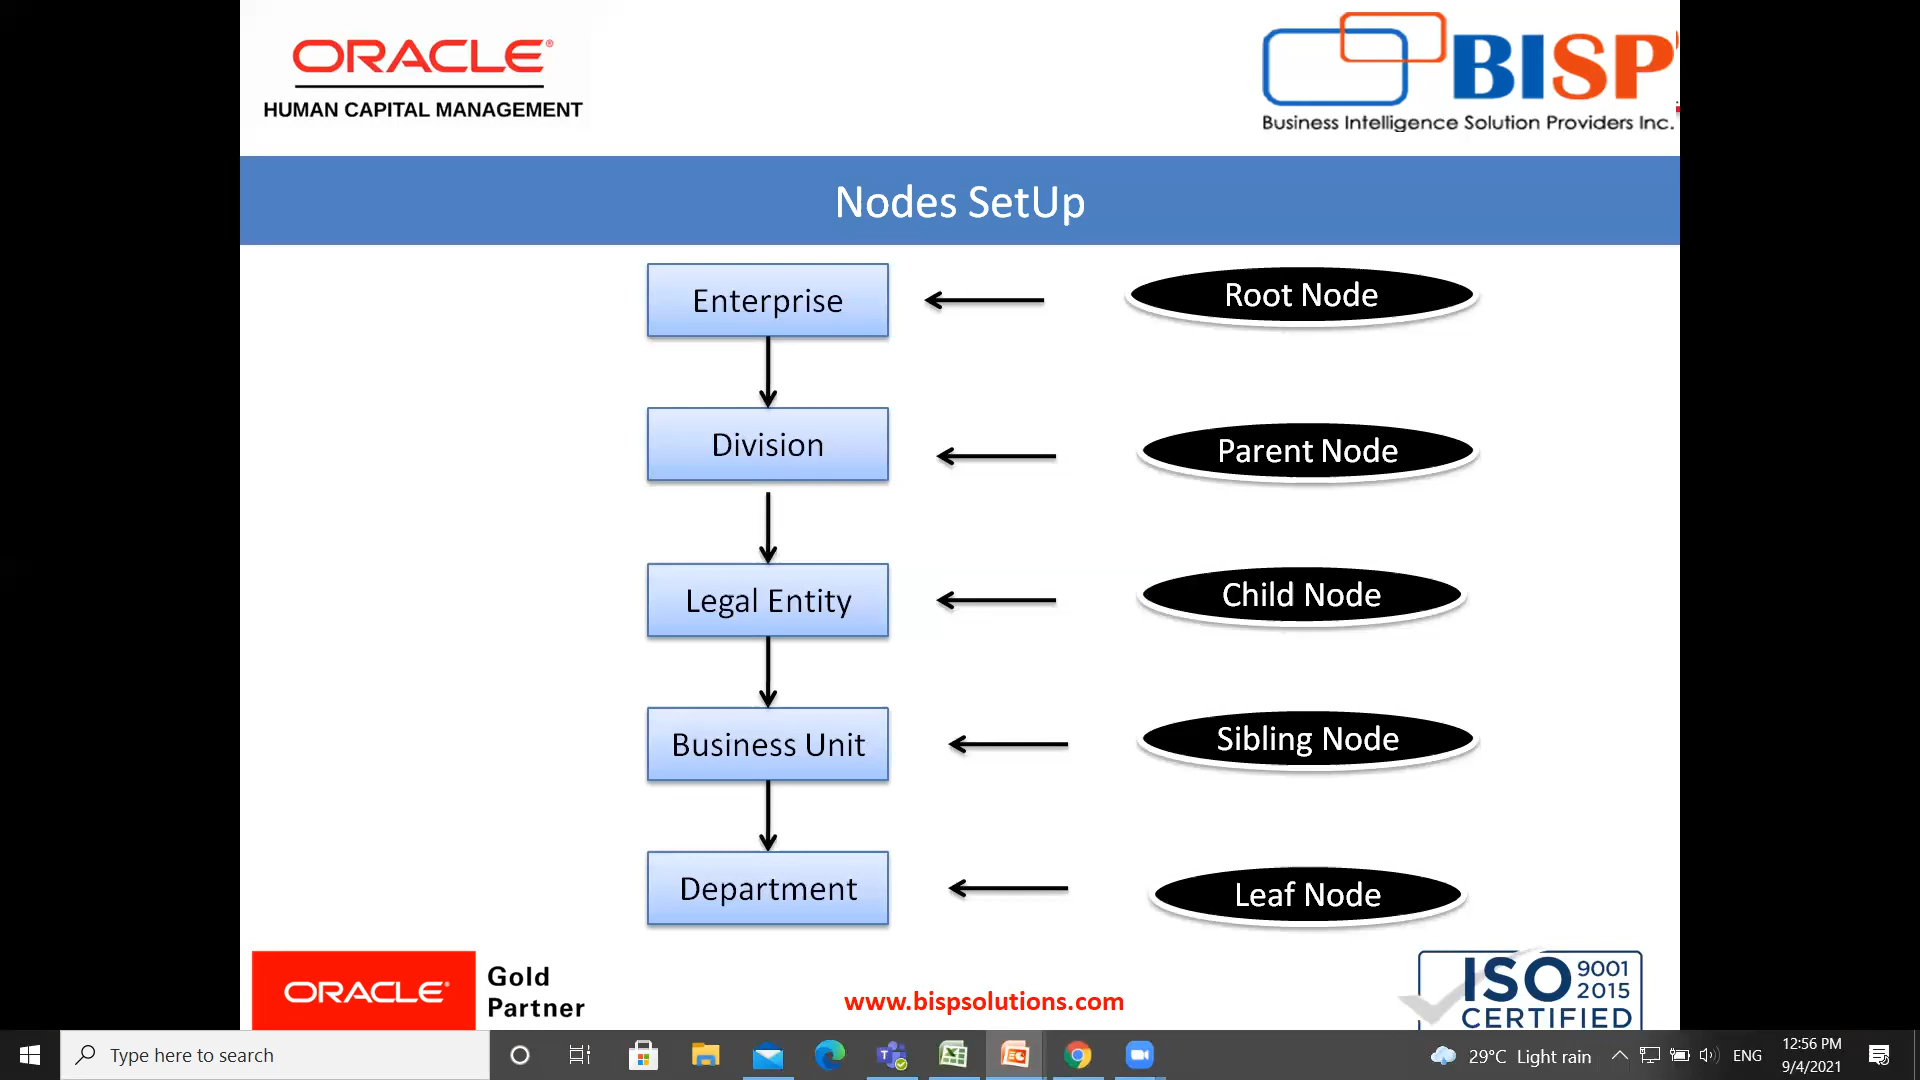 ORACLE®
HUMAN CAPITAL MANAGEMENT
BISP
Business Intelligence Solution Providers Inc.
Nodes SetUp
Enterprise
Root Node
Division
Parent Node
Legal Entity
Child Node
Business Unit
Sibling Node
Department
Leaf Node
ORACLE®
Gold
Partner
www.bispsolutions.com
ISO 9001
2015
CERTIFIED
Type here to search
29°C Light rain
ENG
12:56 PM
9/4/2021